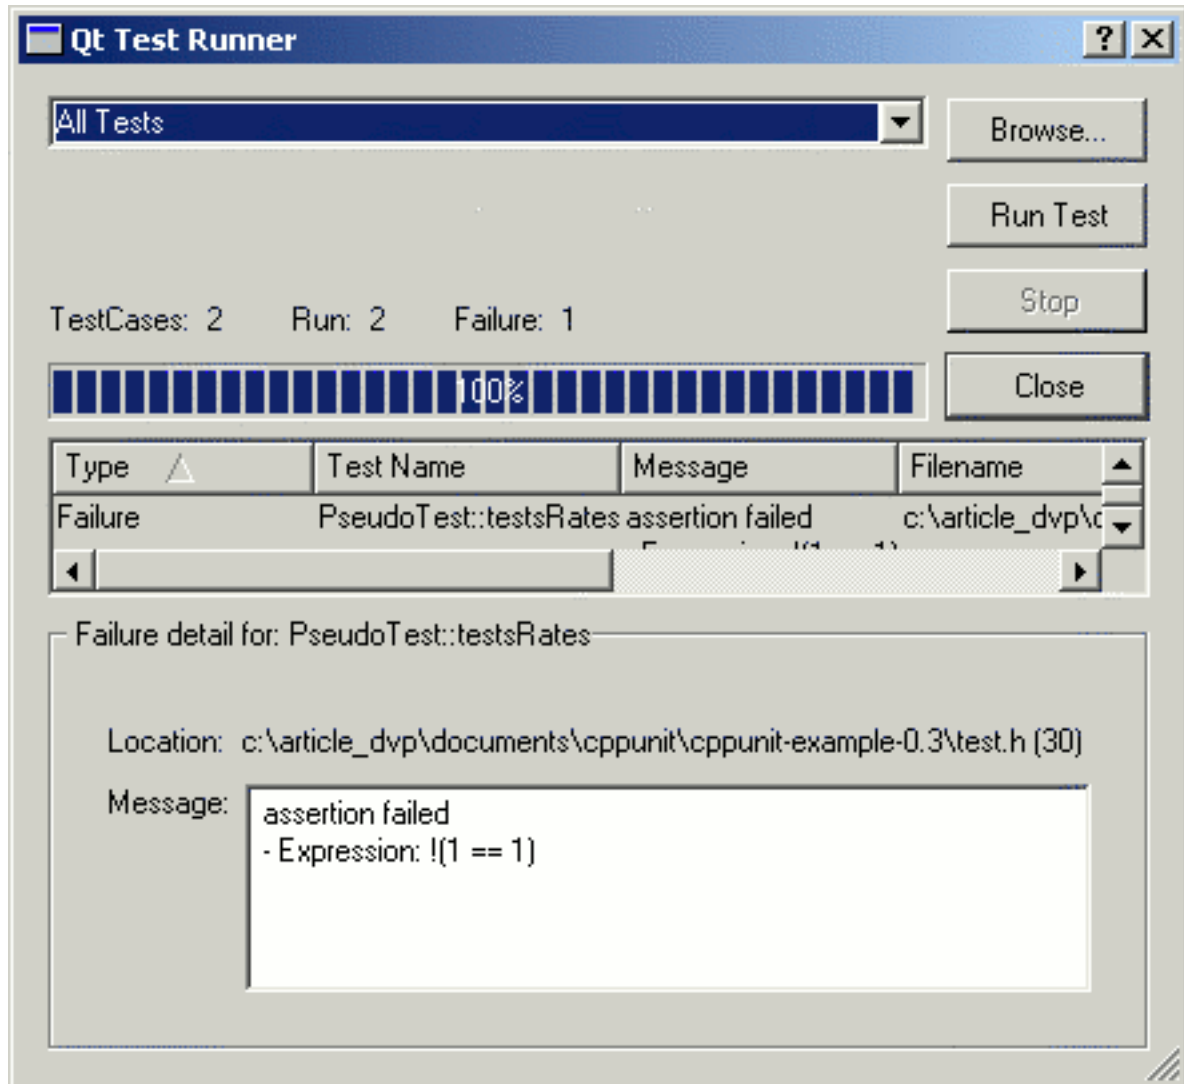 Qt Test Runner
All Tests
Browse...
Run Test
Stop
TestCases: 2 Run: 2 Failure: 1
100%
Close
Type Test Name Message Filename
Failure PseudoTest::testsRates assertion failed c:\article_dvp\
Failure detail for: PseudoTest::testsRates
Location: c:\article_dvp\documents\cppunit\cppunit-example-0.3\test.h (30)
Message:
assertion failed
- Expression: !(1 == 1)